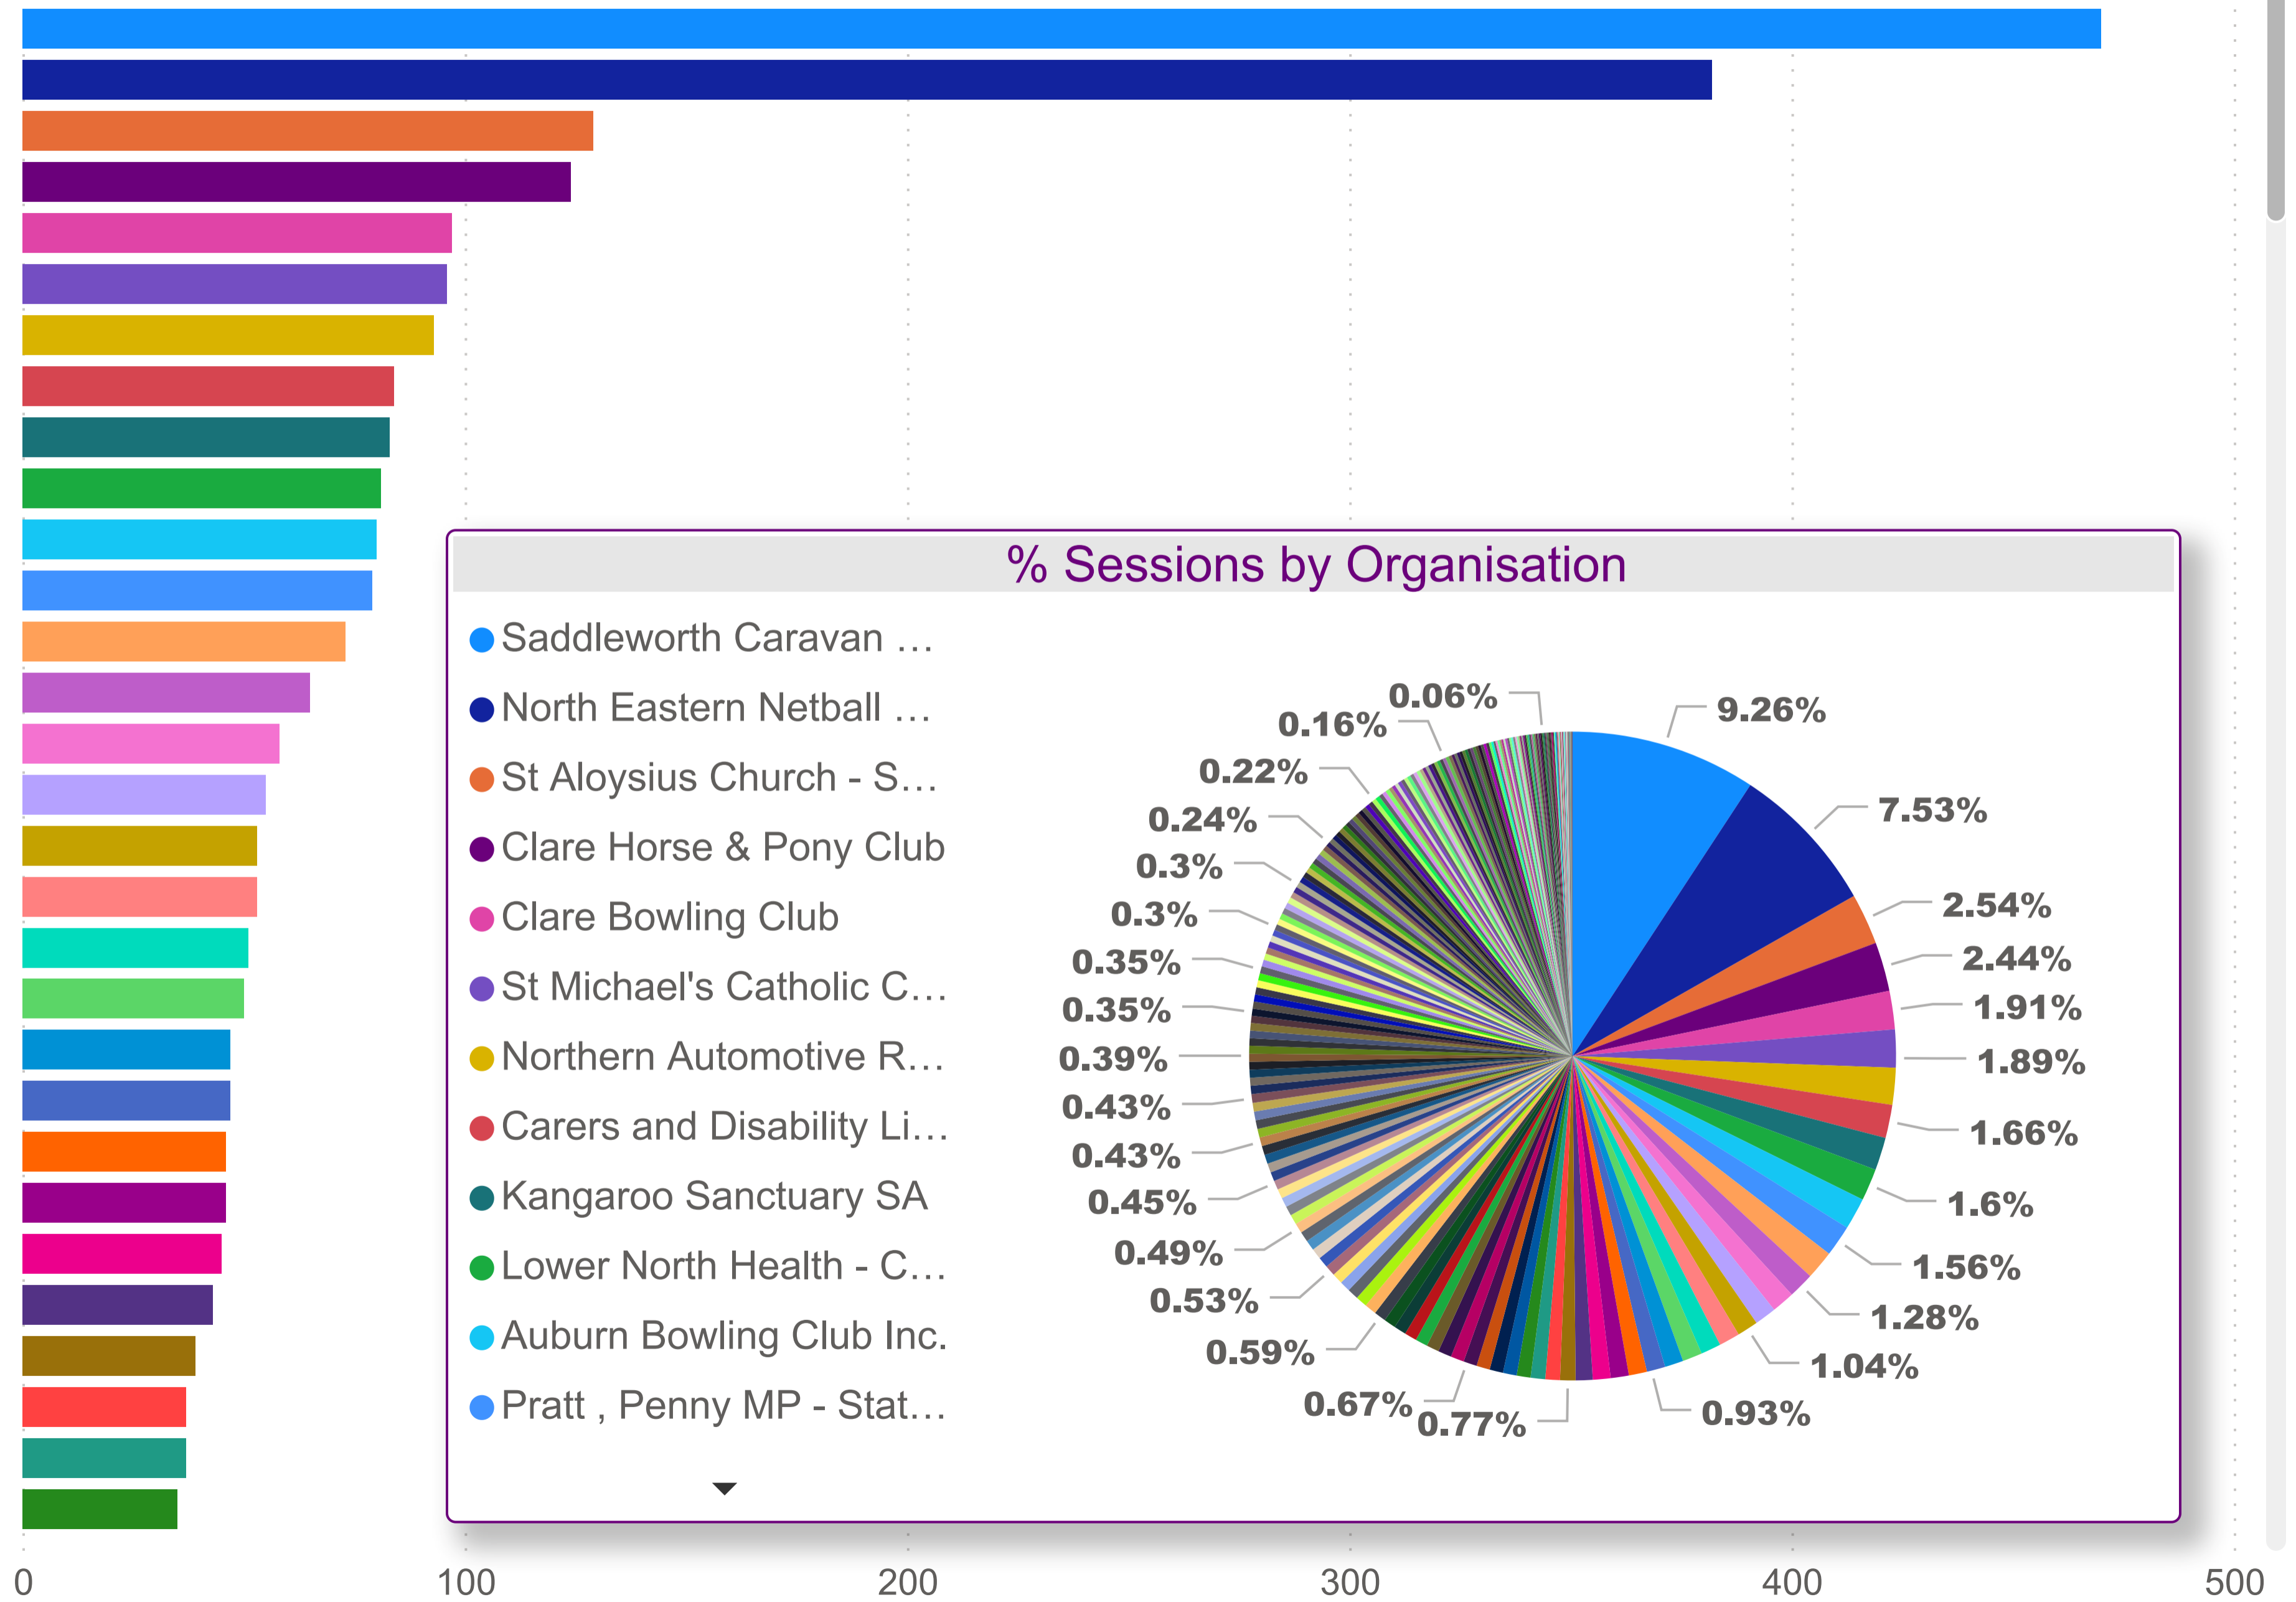 % Sessions by Organisation
Saddleworth Caravan …
North Eastern Netball …
St Aloysius Church - S…
Clare Horse & Pony Club
Clare Bowling Club
St Michael's Catholic C…
Northern Automotive R…
Carers and Disability Li…
Kangaroo Sanctuary SA
Lower North Health - C…
Auburn Bowling Club Inc.
Pratt , Penny MP - Stat…
9.26%
7.53%
2.54%
2.44%
1.91%
1.89%
1.66%
1.6%
1.56%
1.28%
1.04%
0.93%
0.77%
0.67%
0.59%
0.53%
0.49%
0.45%
0.43%
0.43%
0.39%
0.35%
0.35%
0.3%
0.3%
0.24%
0.22%
0.16%
0.06%
0 100 200 300 400 500